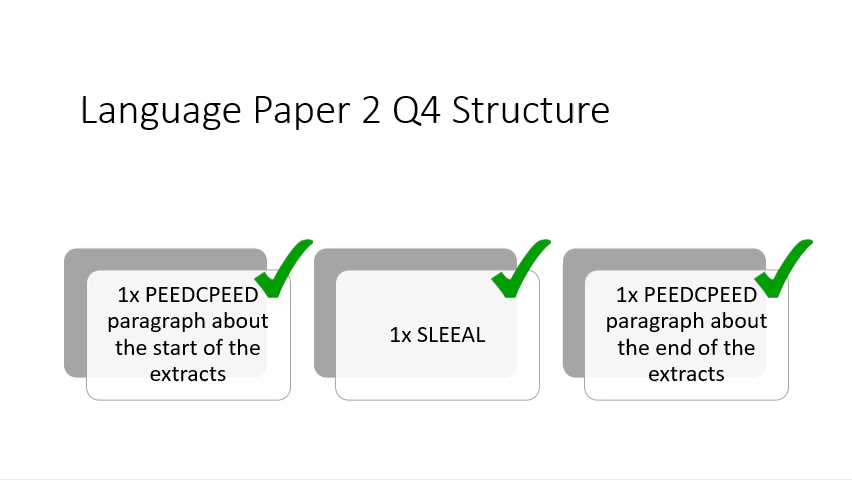 Language Paper 2 Q4 Structure
1x PEEDCPEED
paragraph about
the start of the
extracts
1x SLEEAL
1x PEEDCPEED
paragraph about
the end of the
extracts